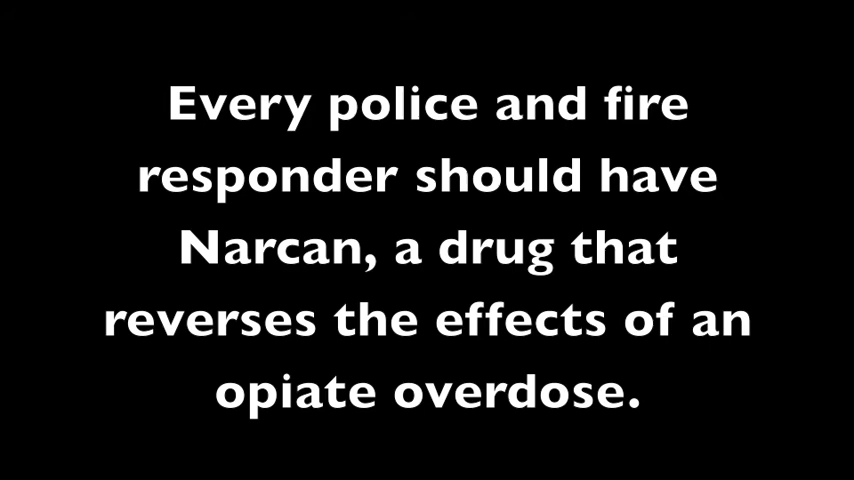 Every police and fire
responder should have
Narcan, a drug that
reverses the effects of an
opiate overdose.